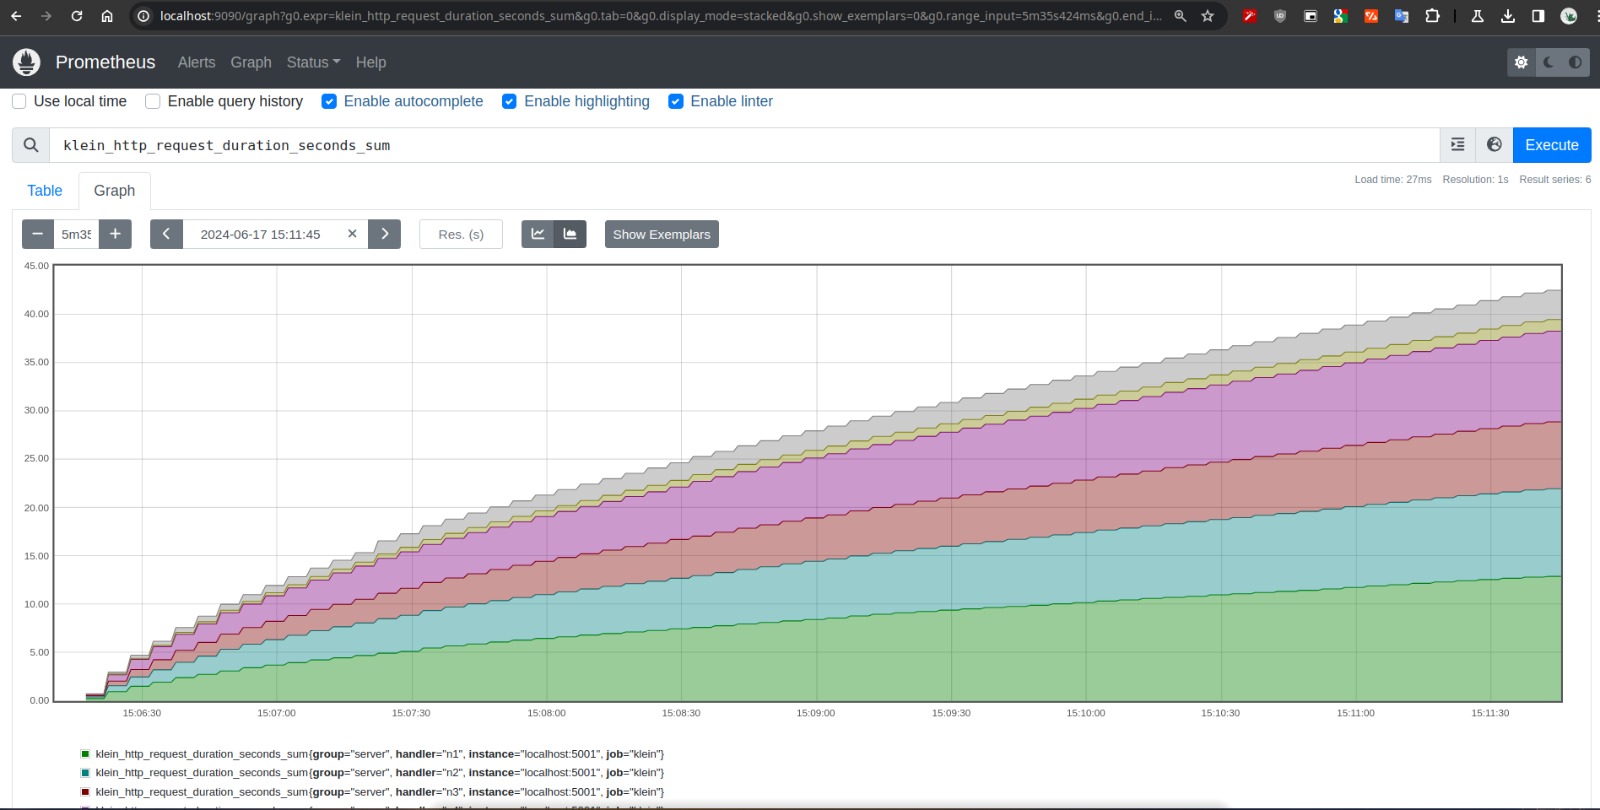 localhost:9090/graph?g0.expr=klein_http_request_duration_seconds_sum&g0.tab=0&g0.display_mode=stacked&g0.show_exemplars=0&g0.range_input=5m35s424ms&g0.end_i...
Prometheus Alerts Graph Status Help
Use local time Enable query history Enable autocomplete Enable highlighting Enable linter
klein_http_request_duration_seconds_sum Execute
Table Graph Load time: 27ms Resolution: 1s Result series: 6
5m35 2024-06-17 15:11:45 Res. (s) Show Exemplars
45.00
40.00
35.00
30.00
25.00
20.00
15.00
10.00
5.00
0.00
15:06:30 15:07:00 15:07:30 15:08:00 15:08:30 15:09:00 15:09:30 15:10:00 15:10:30 15:11:00 15:11:30
klein_http_request_duration_seconds_sum{group="server", handler="n1", instance="localhost:5001", job="klein"}
klein_http_request_duration_seconds_sum{group="server", handler="n2", instance="localhost:5001", job="klein"}
klein_http_request_duration_seconds_sum{group="server", handler="n3", instance="localhost:5001", job="klein"}